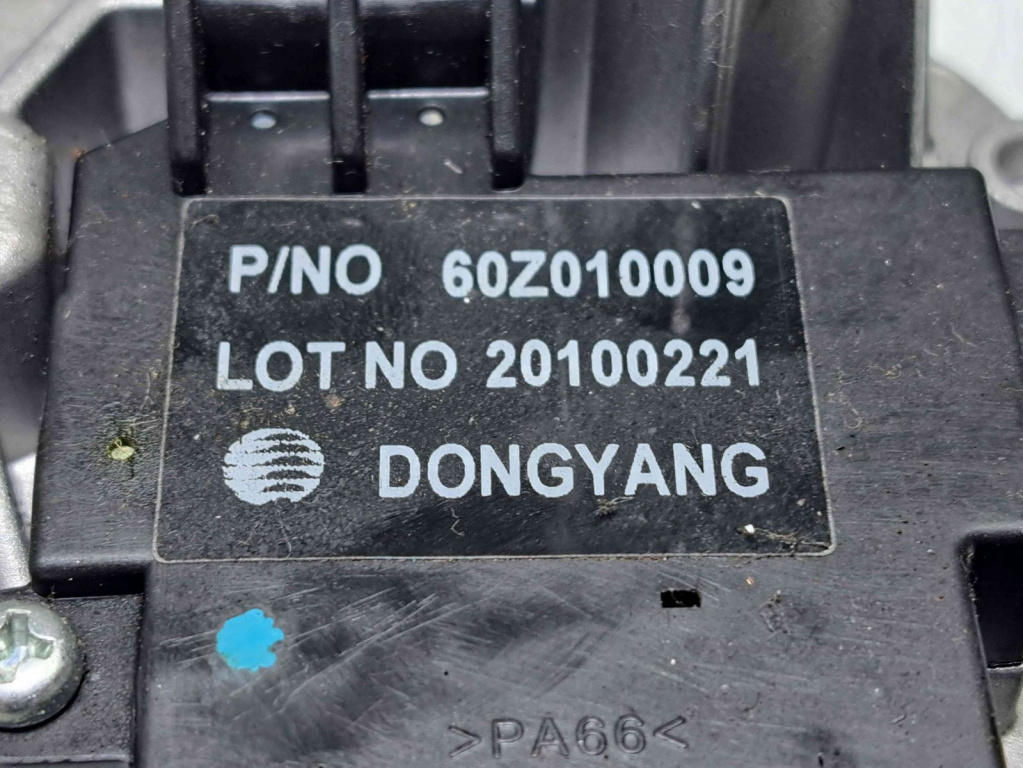 P/NO 60Z010009
LOT NO 20100221
DONGYANG
>PA66<